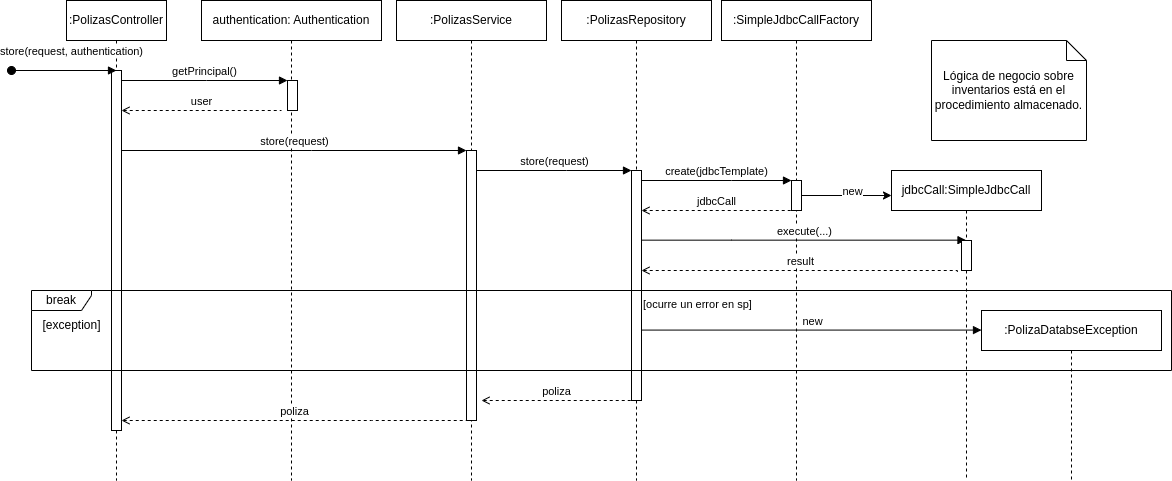 :PolizasController
authentication: Authentication
:PolizasService
:PolizasRepository
:SimpleJdbcCallFactory
store(request, authentication)
getPrincipal()
Lógica de negocio sobre
inventarios está en el
procedimiento almacenado.
user
store(request)
store(request)
create(jdbcTemplate)
new
jdbcCall:SimpleJdbcCall
jdbcCall
execute(...)
result
break
[ocurre un error en sp]
[exception]
new
:PolizaDatabseException
poliza
poliza